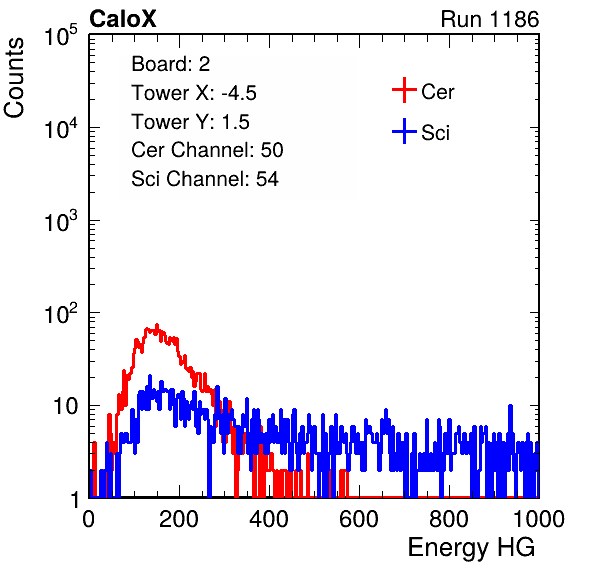 CaloX Run 1186
Counts
Board: 2
Tower X: -4.5
Tower Y: 1.5
Cer Channel: 50
Sci Channel: 54
Cer
Sci
10^5
10^4
10^3
10^2
10
1
0 200 400 600 800 1000
Energy HG